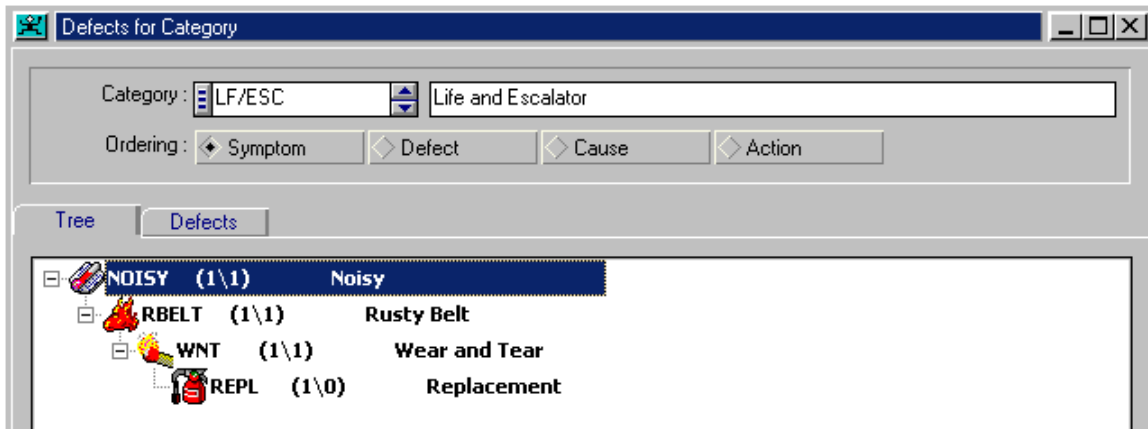 Defects for Category
Category : LF/ESC Life and Escalator
Ordering : Symptom Defect Cause Action
Tree Defects
NOISY (1\1) Noisy
RBELT (1\1) Rusty Belt
WNT (1\1) Wear and Tear
REPL (1\0) Replacement